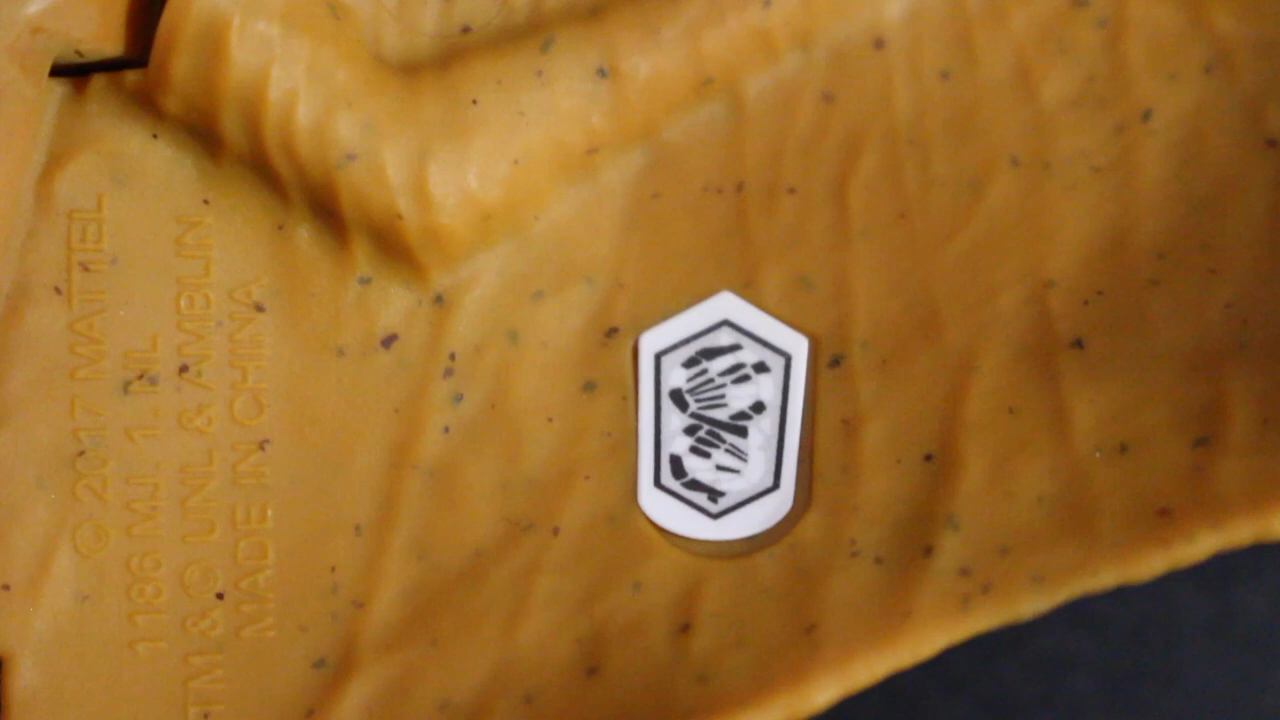 © 2017 MATTEL
1186 MJ. 1. NL
TM & © UNI. & AMBLIN
MADE IN CHINA